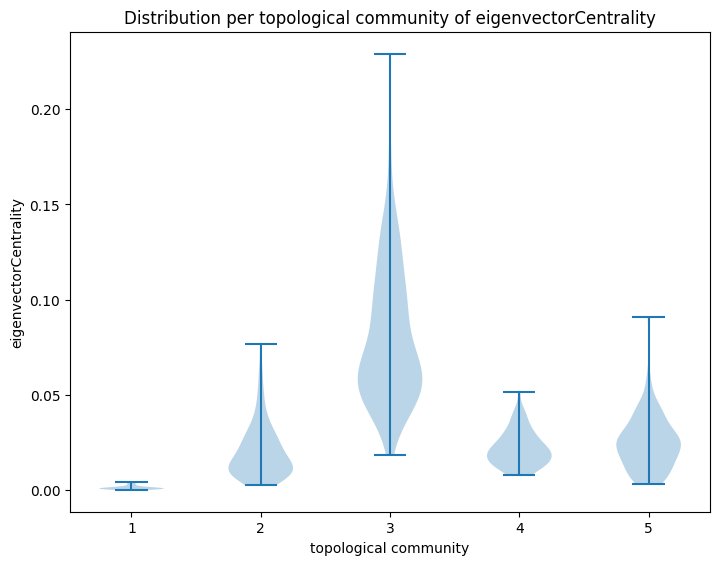 Distribution per topological community of eigenvectorCentrality
eigenvectorCentrality
0.20
0.15
0.10
0.05
0.00
1 2 3 4 5
topological community